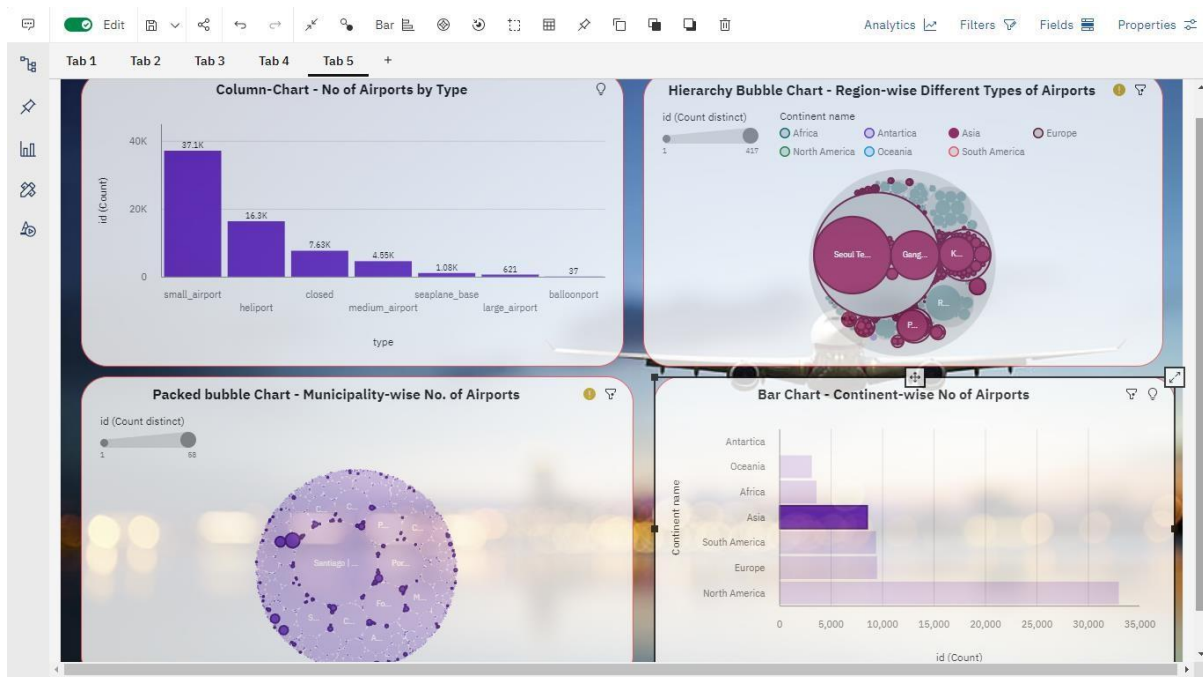 Edit
Bar
Analytics
Filters
Fields
Properties
Tab 1
Tab 2
Tab 3
Tab 4
Tab 5
+
Column-Chart - No of Airports by Type
id (Count)
40K
20K
0
37.1K
16.3K
7.63K
4.55K
1.08K
621
37
small_airport
heliport
closed
medium_airport
seaplane_base
large_airport
balloonport
type
Hierarchy Bubble Chart - Region-wise Different Types of Airports
id (Count distinct)
1
417
Continent name
Africa
Antartica
Asia
Europe
North America
Oceania
South America
Seoul Te...
Gang...
K...
R...
P...
Packed bubble Chart - Municipality-wise No. of Airports
id (Count distinct)
1
68
C...
C...
P...
C...
Santiago | ...
Por...
Fo...
M...
S...
C...
A...
Bar Chart - Continent-wise No of Airports
Continent name
Antartica
Oceania
Africa
Asia
South America
Europe
North America
0
5,000
10,000
15,000
20,000
25,000
30,000
35,000
id (Count)